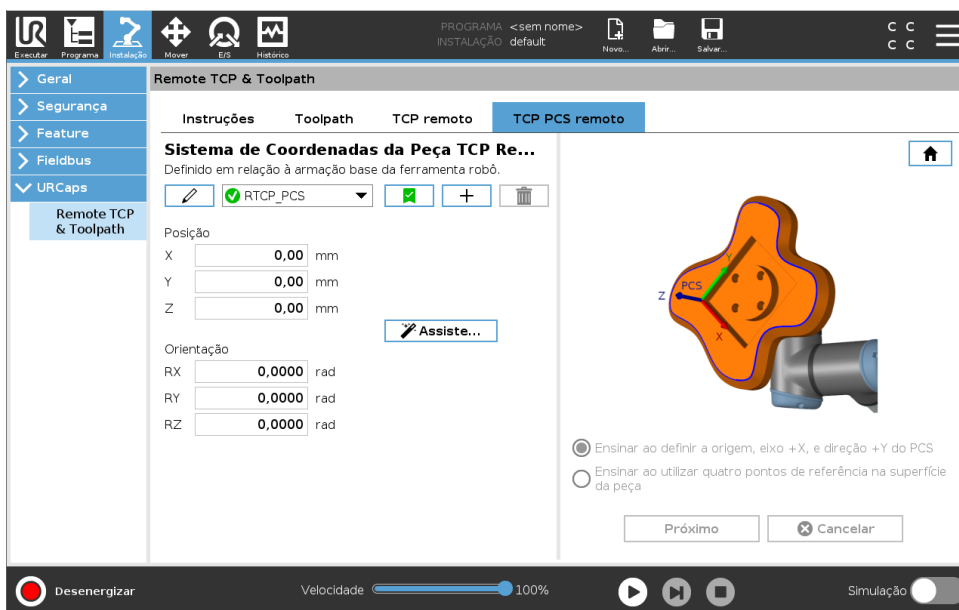 PROGRAMA <sem nome>
INSTALAÇÃO default
Executar Programa Instalação Mover E/S Histórico Novo... Abrir... Salvar...
C C
C C
Geral
Segurança
Feature
Fieldbus
URCaps
Remote TCP
& Toolpath
Remote TCP & Toolpath
Instruções Toolpath TCP remoto TCP PCS remoto
Sistema de Coordenadas da Peça TCP Re...
Definido em relação à armação base da ferramenta robô.
RTCP_PCS
Posição
X 0,00 mm
Y 0,00 mm
Z 0,00 mm
Assiste...
Orientação
RX 0,0000 rad
RY 0,0000 rad
RZ 0,0000 rad
Y
PCS
Z
X
Ensinar ao definir a origem, eixo +X, e direção +Y do PCS
Ensinar ao utilizar quatro pontos de referência na superfície
da peça
Próximo Cancelar
Desenergizar Velocidade 100% Simulação